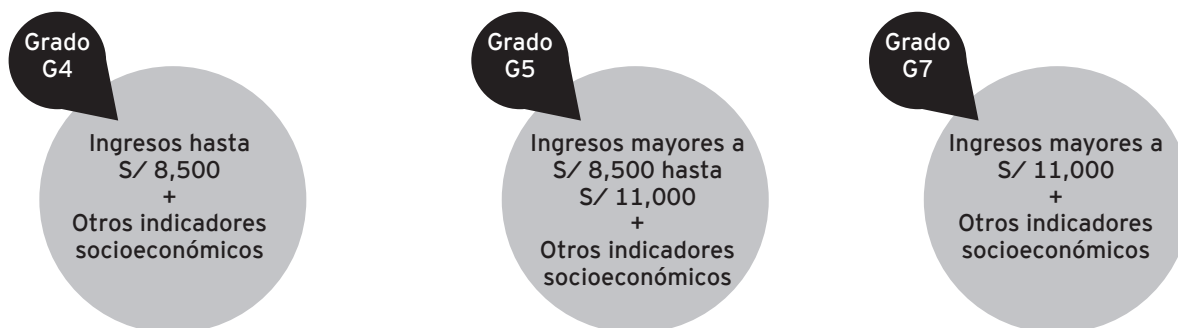 Grado
G4
Ingresos hasta
S/ 8,500
+
Otros indicadores
socioeconómicos
Grado
G5
Ingresos mayores a
S/ 8,500 hasta
S/ 11,000
+
Otros indicadores
socioeconómicos
Grado
G7
Ingresos mayores a
S/ 11,000
+
Otros indicadores
socioeconómicos